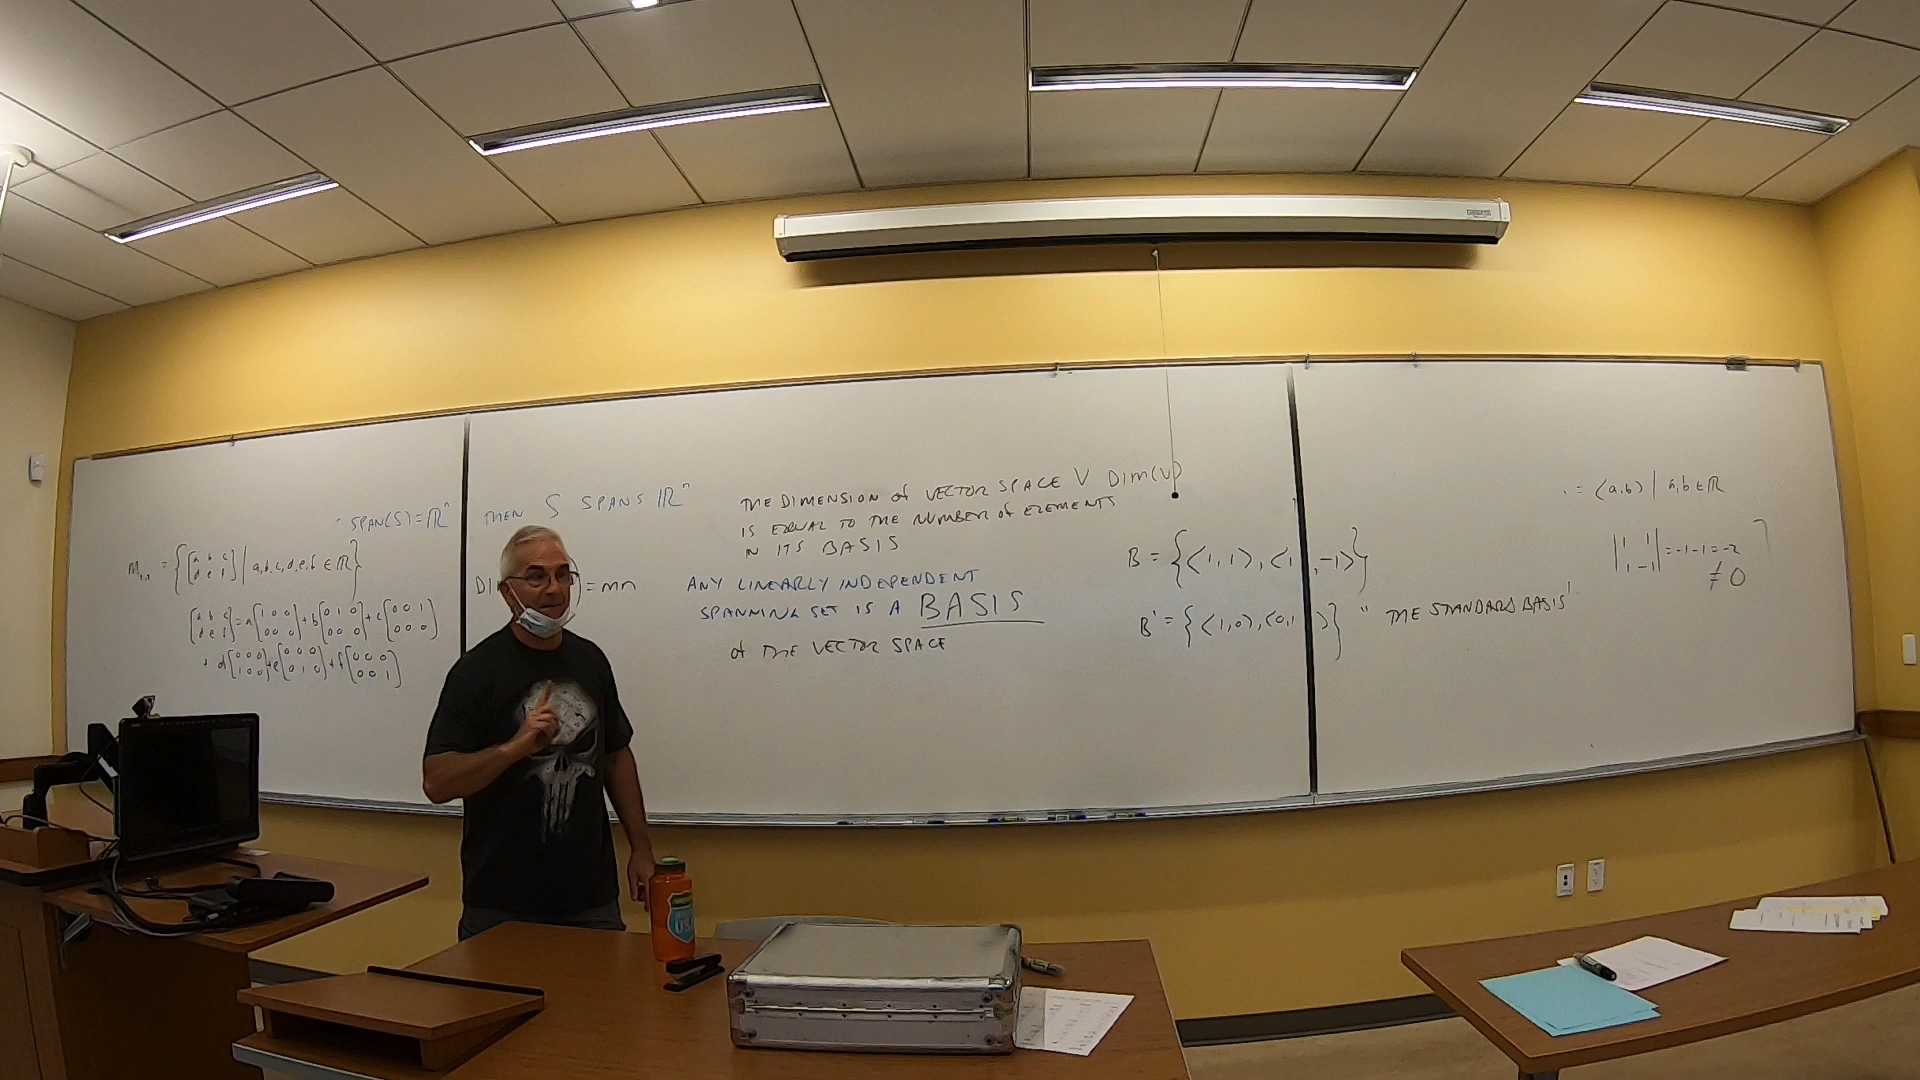 SPAN(S) = ℝⁿ
= { [a b c / d e f] | a,b,c,d,e,f ∈ ℝ }
[a b c / d e f] = a [1 0 0 / 0 0 0] + b [0 1 0 / 0 0 0] + c [0 0 1 / 0 0 0]
+ d [0 0 0 / 1 0 0] + e [0 0 0 / 0 1 0] + f [0 0 0 / 0 0 1]
THEN S SPANS ℝⁿ
) = mn
THE DIMENSION of VECTOR SPACE V DIM(V)
IS EQUAL TO THE NUMBER of ELEMENTS
IN ITS BASIS
ANY LINEARLY INDEPENDENT
SPANNING SET IS A BASIS
of THE VECTOR SPACE
B = {<1,1>, <1,-1>}
B' = {<1,0>, <0,1>} "THE STANDARD BASIS"
= <a,b> | a,b ∈ ℝ
|1 1 / 1 -1| = -1-1 = -2
≠ 0
USA